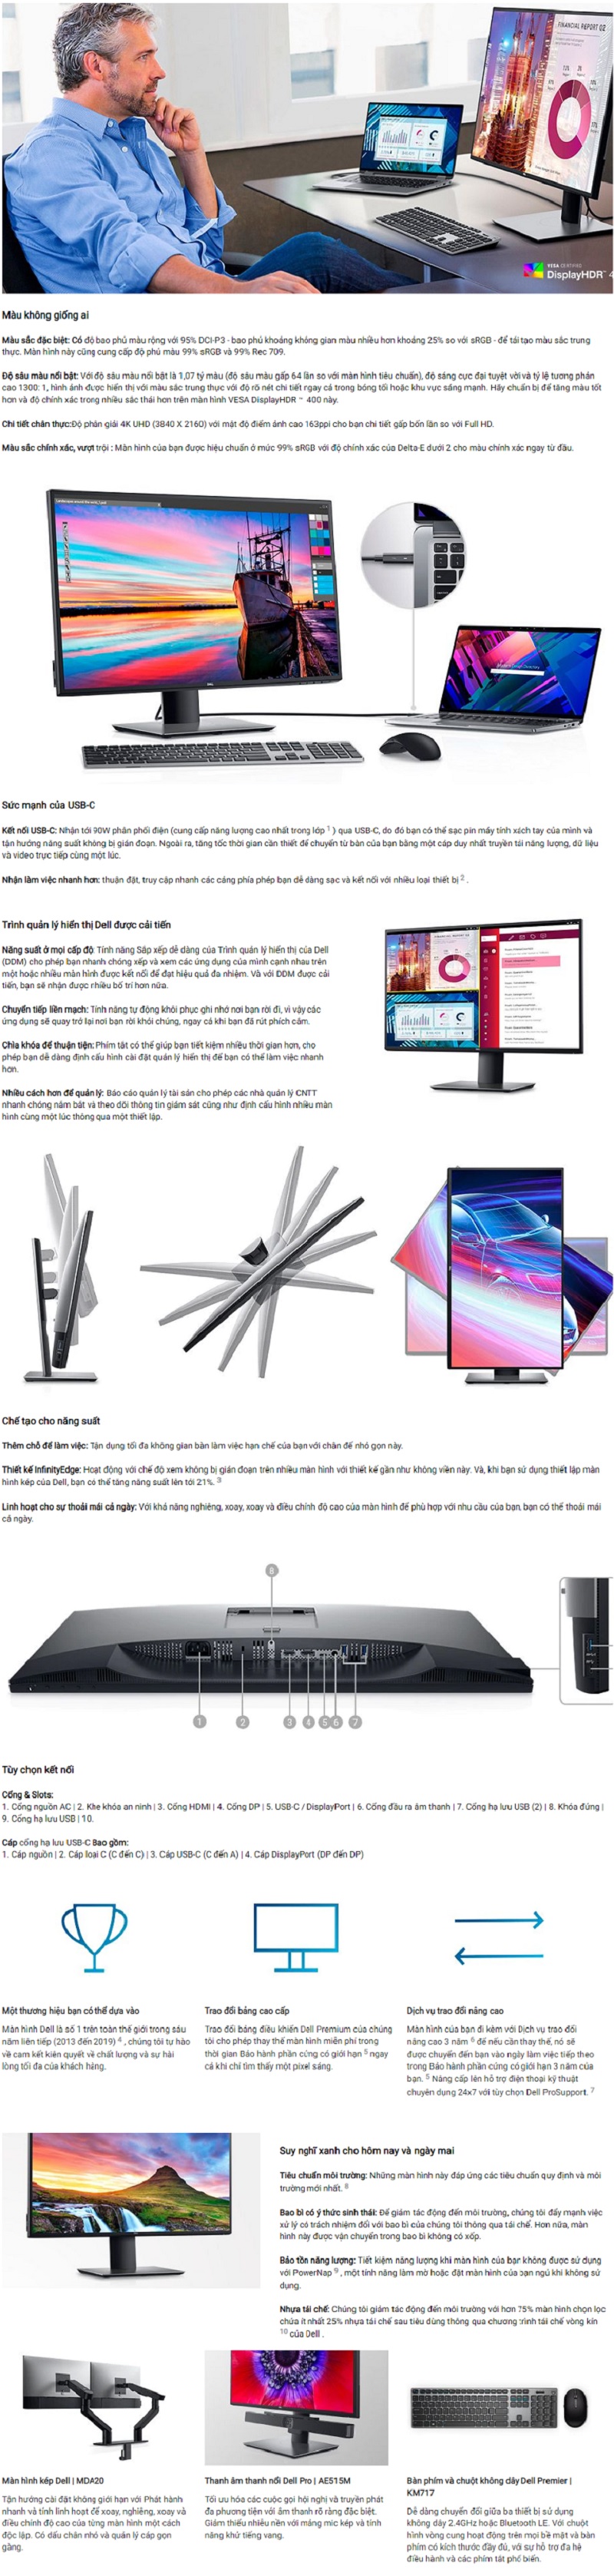 FINANCIAL REPORT Q2
VESA CERTIFIED
DisplayHDR™ 4
Màu không giống ai
Màu sắc đặc biệt: Có độ bao phủ màu rộng với 95% DCI-P3 - bao phủ khoảng không gian màu nhiều hơn khoảng 25% so với sRGB - để tái tạo màu sắc trung
thực. Màn hình này cũng cung cấp độ phủ màu 99% sRGB và 99% Rec 709.
Độ sâu màu nổi bật: Với độ sâu màu nổi bật là 1,07 tỷ màu (độ sâu màu gấp 64 lần so với màn hình tiêu chuẩn), độ sáng cực đại tuyệt vời và tỷ lệ tương phản
cao 1300: 1, hình ảnh được hiển thị với màu sắc trung thực với độ rõ nét chi tiết ngay cả trong bóng tối hoặc khu vực sáng mạnh. Hãy chuẩn bị để tăng màu tốt
hơn và độ chính xác trong nhiều sắc thái hơn trên màn hình VESA DisplayHDR ™ 400 này.
Chi tiết chân thực:Độ phân giải 4K UHD (3840 X 2160) với mật độ điểm ảnh cao 163ppi cho bạn chi tiết gấp bốn lần so với Full HD.
Màu sắc chính xác, vượt trội : Màn hình của bạn được hiệu chuẩn ở mức 99% sRGB với độ chính xác của Delta-E dưới 2 cho màu chính xác ngay từ đầu.
Sức mạnh của USB-C
Kết nối USB-C: Nhận tới 90W phân phối điện (cung cấp năng lượng cao nhất trong lớp 1 ) qua USB-C, do đó bạn có thể sạc pin máy tính xách tay của mình và
tận hưởng năng suất không bị gián đoạn. Ngoài ra, tăng tốc thời gian cần thiết để chuyển từ bàn của bạn bằng một cáp duy nhất truyền tải năng lượng, dữ liệu
và video trực tiếp cùng một lúc.
Nhận làm việc nhanh hơn: thuận đặt, truy cập nhanh các cảng phía phép bạn dễ dàng sạc và kết nối với nhiều loại thiết bị 2 .
Trình quản lý hiển thị Dell được cải tiến
Năng suất ở mọi cấp độ: Tính năng Sắp xếp dễ dàng của Trình quản lý hiển thị của Dell
(DDM) cho phép bạn nhanh chóng xếp và xem các ứng dụng của mình cạnh nhau trên
một hoặc nhiều màn hình được kết nối để đạt hiệu quả đa nhiệm. Và với DDM được cải
tiến, bạn sẽ nhận được nhiều bố trí hơn nữa.
Chuyển tiếp liền mạch: Tính năng tự động khôi phục ghi nhớ nơi bạn rời đi, vì vậy các
ứng dụng sẽ quay trở lại nơi bạn rời khỏi chúng, ngay cả khi bạn đã rút phích cắm.
Chìa khóa để thuận tiện: Phím tắt có thể giúp bạn tiết kiệm nhiều thời gian hơn, cho
phép bạn dễ dàng định cấu hình cài đặt quản lý hiển thị để bạn có thể làm việc nhanh
hơn.
Nhiều cách hơn để quản lý: Báo cáo quản lý tài sản cho phép các nhà quản lý CNTT
nhanh chóng nắm bắt và theo dõi thông tin giám sát cũng như định cấu hình nhiều màn
hình cùng một lúc thông qua một thiết lập.
Chế tạo cho năng suất
Thêm chỗ để làm việc: Tận dụng tối đa không gian bàn làm việc hạn chế của bạn với chân đế nhỏ gọn này.
Thiết kế InfinityEdge: Hoạt động với chế độ xem không bị gián đoạn trên nhiều màn hình với thiết kế gần như không viền này. Và, khi bạn sử dụng thiết lập màn
hình kép của Dell, bạn có thể tăng năng suất lên tới 21%. 3
Linh hoạt cho sự thoải mái cả ngày: Với khả năng nghiêng, xoay, xoay và điều chỉnh độ cao của màn hình để phù hợp với nhu cầu của bạn, bạn có thể thoải mái
cả ngày.
8
1 2 3 4 5 6 7
Tùy chọn kết nối
Cổng & Slots:
1. Cổng nguồn AC | 2. Khe khóa an ninh | 3. Cổng HDMI | 4. Cổng DP | 5. USB-C / DisplayPort | 6. Cổng đầu ra âm thanh | 7. Cổng hạ lưu USB (2) | 8. Khóa đứng |
9. Cổng hạ lưu USB | 10.
Cáp cổng hạ lưu USB-C Bao gồm:
1. Cáp nguồn | 2. Cáp loại C (C đến C) | 3. Cáp USB-C (C đến A) | 4. Cáp DisplayPort (DP đến DP)
Một thương hiệu bạn có thể dựa vào
Màn hình Dell là số 1 trên toàn thế giới trong sáu
năm liên tiếp (2013 đến 2019) 4 , chúng tôi tự hào
về cam kết kiên quyết về chất lượng và sự hài
lòng tối đa của khách hàng.
Trao đổi bảng cao cấp
Trao đổi bảng điều khiển Dell Premium của chúng
tôi cho phép thay thế màn hình miễn phí trong
thời gian Bảo hành phần cứng có giới hạn 5 ngay
cả khi chỉ tìm thấy một pixel sáng.
Dịch vụ trao đổi nâng cao
Màn hình của bạn đi kèm với Dịch vụ trao đổi
nâng cao 3 năm 6 để nếu cần thay thế, nó sẽ
được chuyển đến bạn vào ngày làm việc tiếp theo
trong Bảo hành phần cứng có giới hạn 3 năm của
bạn. 5 Nâng cấp lên hỗ trợ điện thoại kỹ thuật
chuyên dụng 24x7 với tùy chọn Dell ProSupport. 7
Suy nghĩ xanh cho hôm nay và ngày mai
Tiêu chuẩn môi trường: Những màn hình này đáp ứng các tiêu chuẩn quy định và môi
trường mới nhất. 8
Bao bì có ý thức sinh thái: Để giảm tác động đến môi trường, chúng tôi đẩy mạnh việc
xử lý có trách nhiệm đối với bao bì của chúng tôi thông qua tái chế. Hơn nữa, màn
hình này được vận chuyển trong bao bì không có xốp.
Bảo tồn năng lượng: Tiết kiệm năng lượng khi màn hình của bạn không được sử dụng
với PowerNap 9 , một tính năng làm mờ hoặc đặt màn hình của bạn ngủ khi không sử
dụng.
Nhựa tái chế: Chúng tôi giảm tác động đến môi trường với hơn 75% màn hình chọn lọc
chứa ít nhất 25% nhựa tái chế sau tiêu dùng thông qua chương trình tái chế vòng kín
10 của Dell .
Màn hình kép Dell | MDA20
Tận hưởng cài đặt không giới hạn với Phát hành
nhanh và tính linh hoạt để xoay, nghiêng, xoay và
điều chỉnh độ cao của từng màn hình một cách
độc lập. Có dấu chân nhỏ và quản lý cáp gọn
gàng.
Thanh âm thanh nổi Dell Pro | AE515M
Tối ưu hóa các cuộc gọi hội nghị và truyền phát
đa phương tiện với âm thanh rõ ràng đặc biệt.
Giảm thiểu nhiễu nền với mảng mic kép và tính
năng khử tiếng vang.
Bàn phím và chuột không dây Dell Premier |
KM717
Dễ dàng chuyển đổi giữa ba thiết bị sử dụng
không dây 2.4GHz hoặc Bluetooth LE. Với chuột
hình vòng cung hoạt động trên mọi bề mặt và bàn
phím có kích thước đầy đủ, với sự hỗ trợ đa hệ
điều hành và các phím tắt phổ biến.